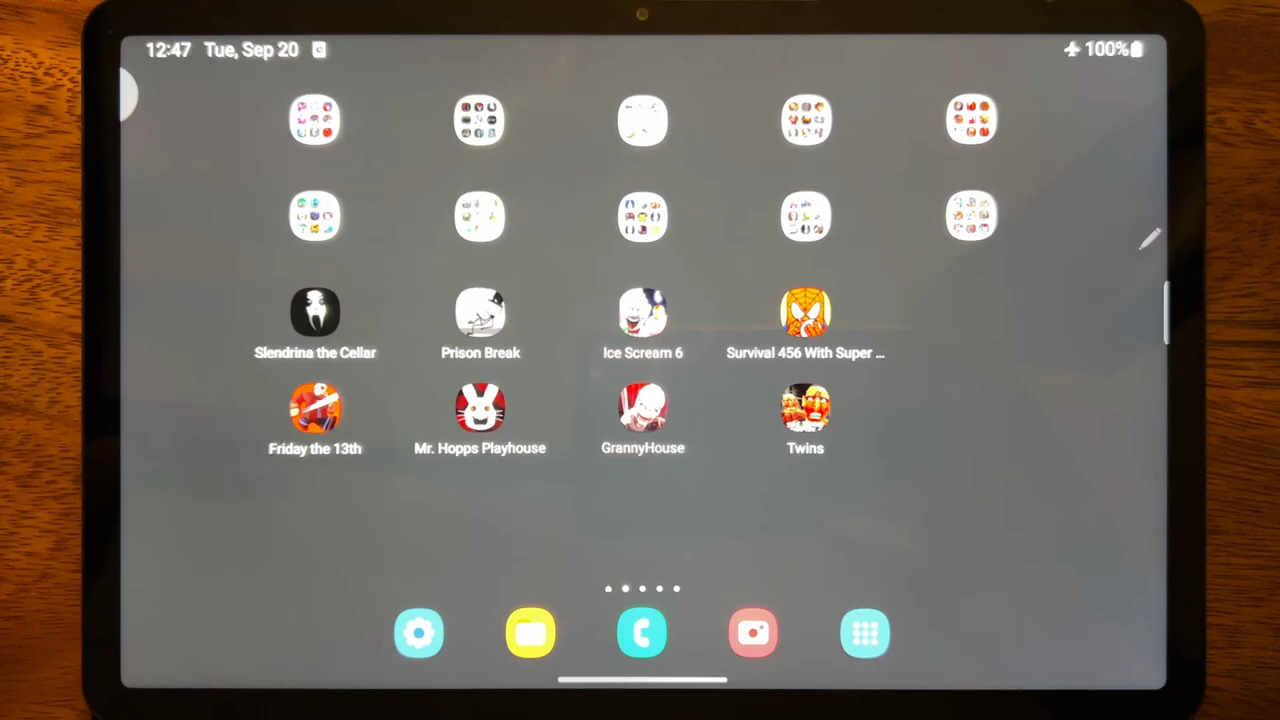 12:47 Tue, Sep 20 100%
Slendrina the Cellar Prison Break Ice Scream 6 Survival 456 With Super ...
Friday the 13th Mr. Hopps Playhouse GrannyHouse Twins